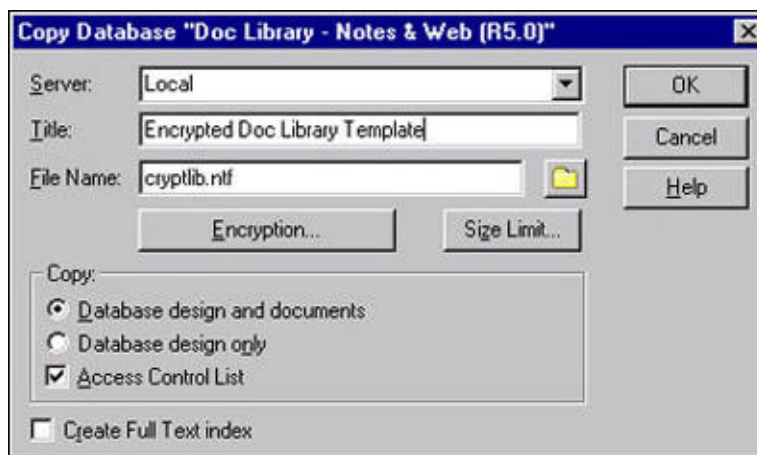 Copy Database "Doc Library - Notes & Web (R5.0)"
Server: Local OK
Title: Encrypted Doc Library Template Cancel
File Name: cryptlib.ntf Help
Encryption... Size Limit...
Copy:
Database design and documents
Database design only
Access Control List
Create Full Text index